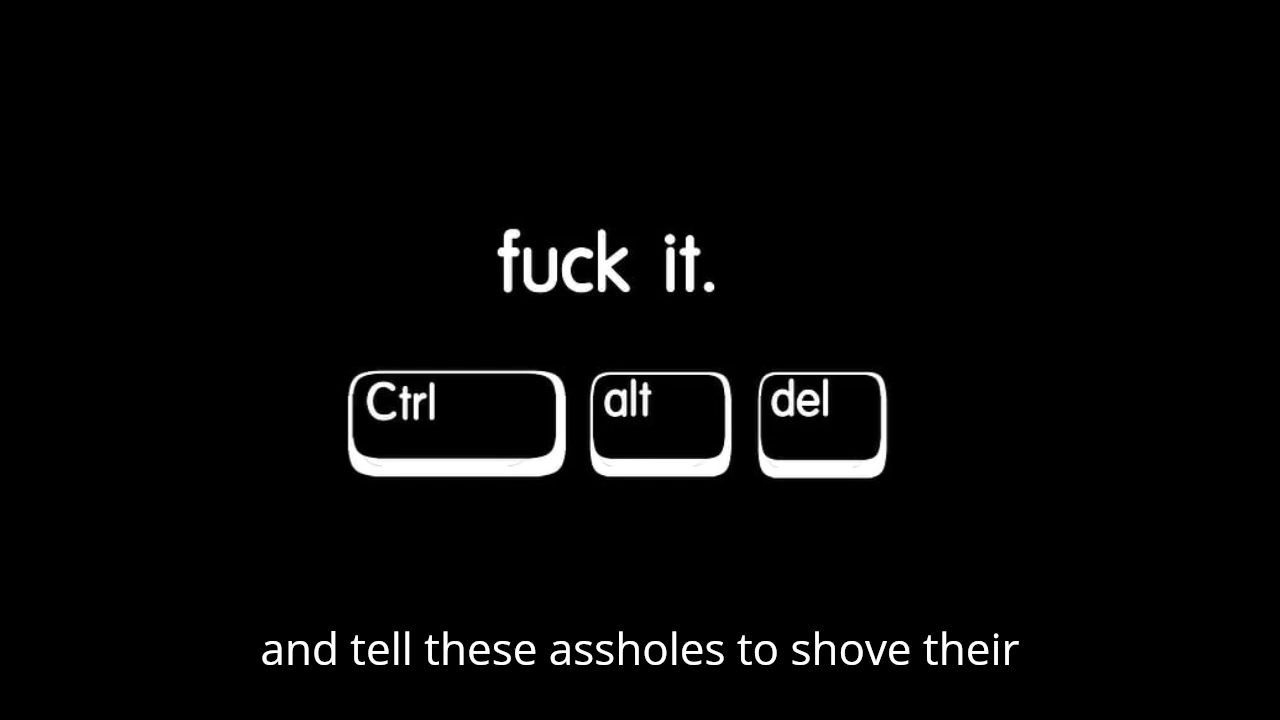 fuck it.
Ctrl alt del
and tell these assholes to shove their